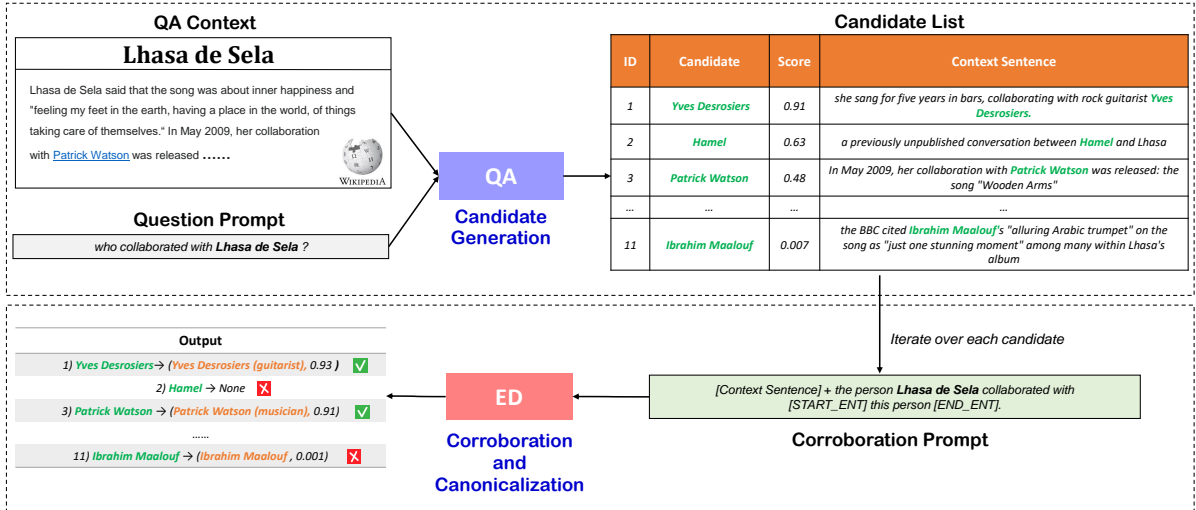 QA Context
Lhasa de Sela
Lhasa de Sela said that the song was about inner happiness and
"feeling my feet in the earth, having a place in the world, of things
taking care of themselves." In May 2009, her collaboration
with Patrick Watson was released ......
WIKIPEDIA
Question Prompt
who collaborated with Lhasa de Sela ?
QA
Candidate
Generation
Candidate List
ID Candidate Score Context Sentence
1 Yves Desrosiers 0.91 she sang for five years in bars, collaborating with rock guitarist Yves
Desrosiers.
2 Hamel 0.63 a previously unpublished conversation between Hamel and Lhasa
3 Patrick Watson 0.48 In May 2009, her collaboration with Patrick Watson was released: the
song "Wooden Arms"
... ... ... ...
11 Ibrahim Maalouf 0.007 the BBC cited Ibrahim Maalouf's "alluring Arabic trumpet" on the
song as "just one stunning moment" among many within Lhasa's
album
Iterate over each candidate
[Context Sentence] + the person Lhasa de Sela collaborated with
[START_ENT] this person [END_ENT].
Corroboration Prompt
ED
Corroboration
and
Canonicalization
Output
1) Yves Desrosiers→ (Yves Desrosiers (guitarist), 0.93 )
2) Hamel → None
3) Patrick Watson → (Patrick Watson (musician), 0.91)
......
11) Ibrahim Maalouf → (Ibrahim Maalouf , 0.001)